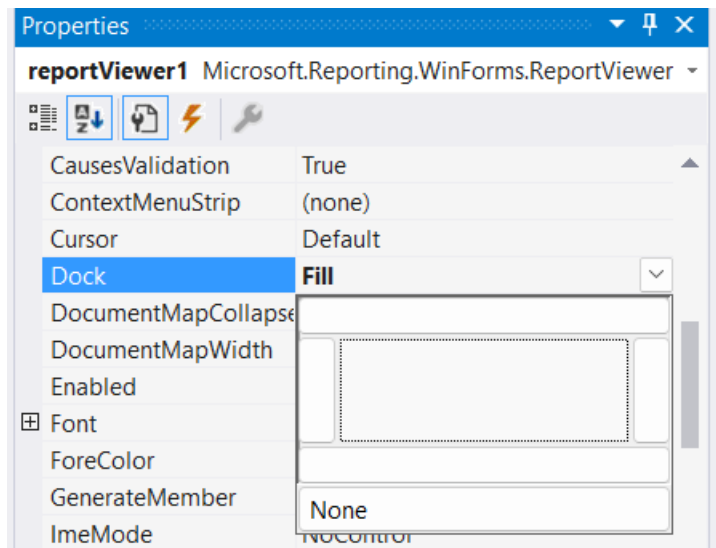 Properties
reportViewer1 Microsoft.Reporting.WinForms.ReportViewer
CausesValidation True
ContextMenuStrip (none)
Cursor Default
Dock Fill
DocumentMapCollapse
DocumentMapWidth
Enabled
Font
ForeColor
GenerateMember
None
ImeMode NoControl